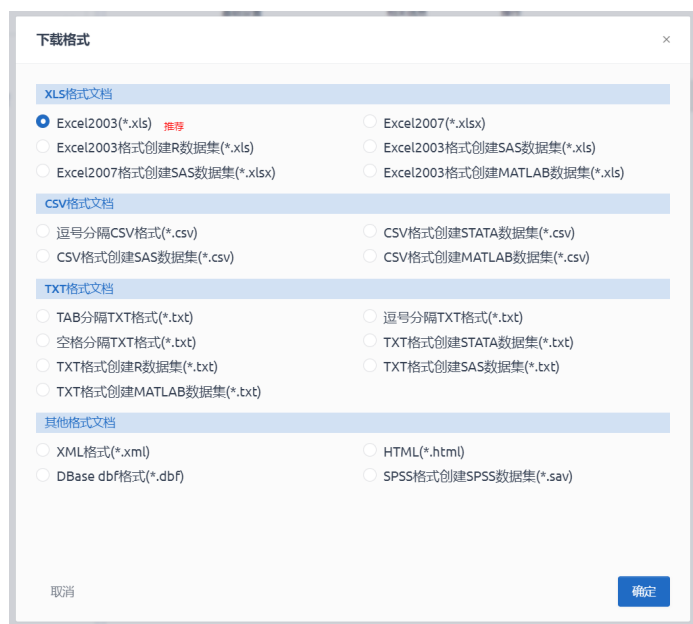 下载格式
×
XLS格式文档
Excel2003(*.xls) 推荐
Excel2007(*.xlsx)
Excel2003格式创建R数据集(*.xls)
Excel2003格式创建SAS数据集(*.xls)
Excel2007格式创建SAS数据集(*.xlsx)
Excel2003格式创建MATLAB数据集(*.xls)
CSV格式文档
逗号分隔CSV格式(*.csv)
CSV格式创建STATA数据集(*.csv)
CSV格式创建SAS数据集(*.csv)
CSV格式创建MATLAB数据集(*.csv)
TXT格式文档
TAB分隔TXT格式(*.txt)
逗号分隔TXT格式(*.txt)
空格分隔TXT格式(*.txt)
TXT格式创建STATA数据集(*.txt)
TXT格式创建R数据集(*.txt)
TXT格式创建SAS数据集(*.txt)
TXT格式创建MATLAB数据集(*.txt)
其他格式文档
XML格式(*.xml)
HTML(*.html)
DBase dbf格式(*.dbf)
SPSS格式创建SPSS数据集(*.sav)
取消
确定